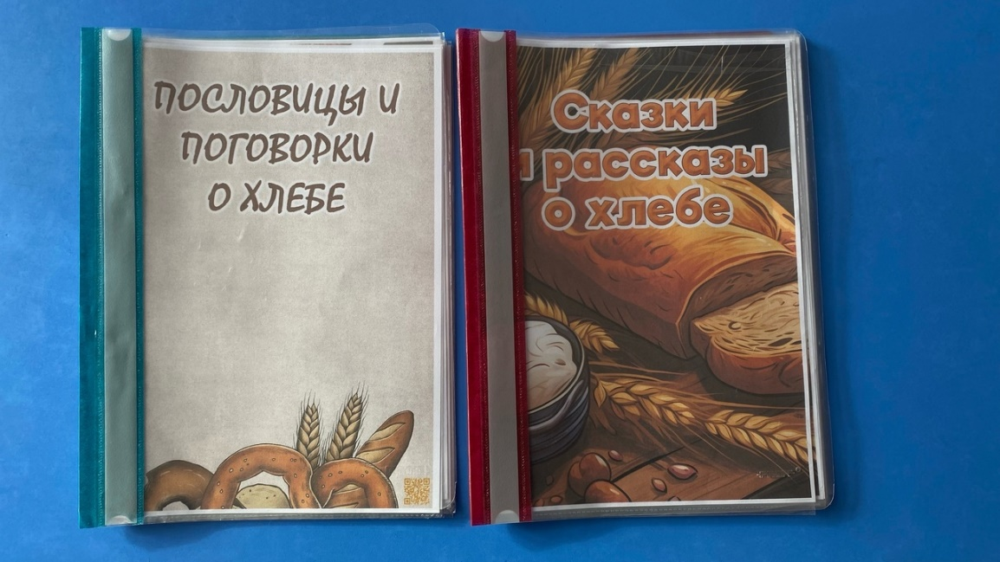 ПОСЛОВИЦЫ И
ПОГОВОРКИ
О ХЛЕБЕ
Сказки
и рассказы
о хлебе